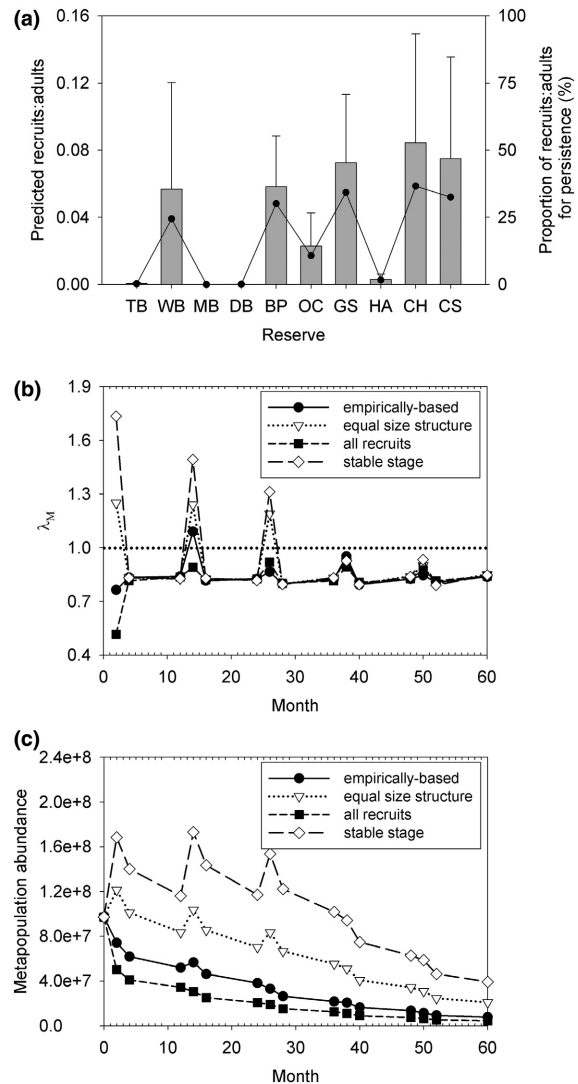 (a)
0.16
0.12
0.08
0.04
0.00
Predicted recruits:adults
100
75
50
25
0
Proportion of recruits:adults
for persistence (%)
TB WB MB DB BP OC GS HA CH CS
Reserve
(b)
1.9
1.6
1.3
1.0
0.7
0.4
λM
empirically-based
equal size structure
all recruits
stable stage
0 10 20 30 40 50 60
Month
(c)
2.4e+8
2.0e+8
1.6e+8
1.2e+8
8.0e+7
4.0e+7
0.0
Metapopulation abundance
empirically-based
equal size structure
all recruits
stable stage
0 10 20 30 40 50 60
Month